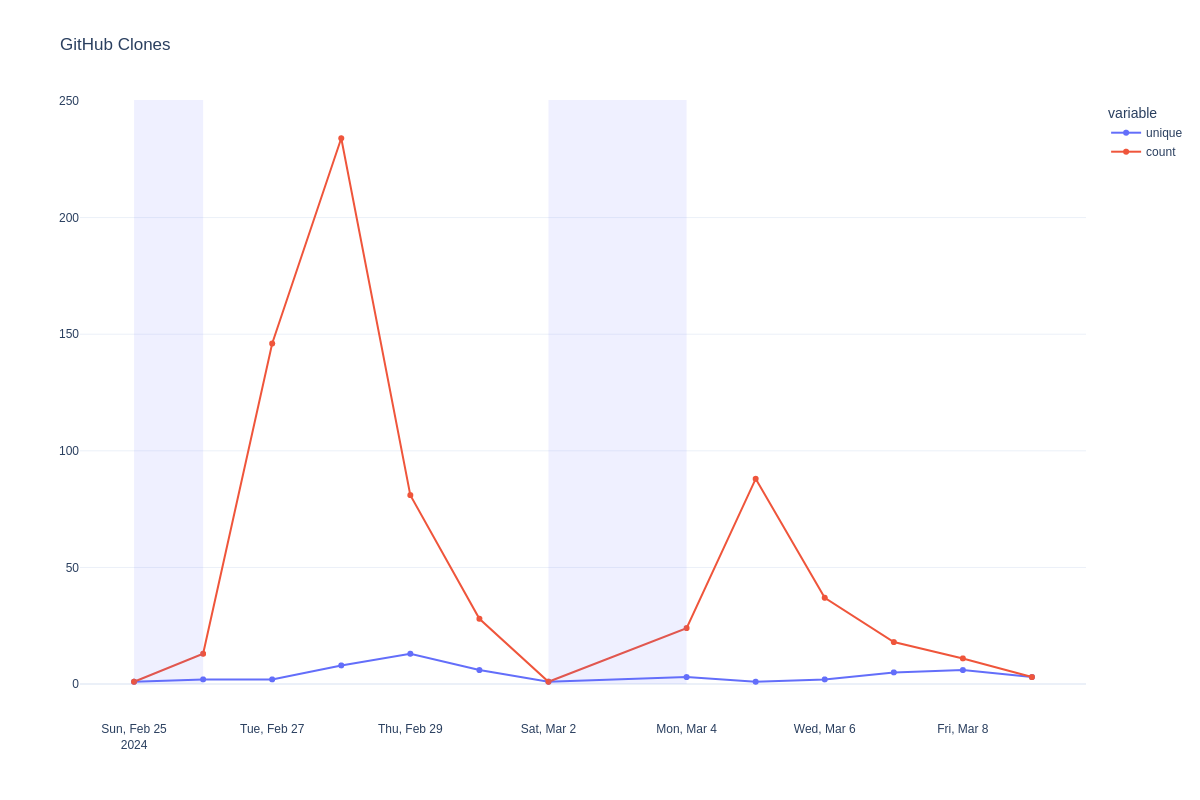 GitHub Clones
250
200
150
100
50
0
Sun, Feb 25
2024
Tue, Feb 27
Thu, Feb 29
Sat, Mar 2
Mon, Mar 4
Wed, Mar 6
Fri, Mar 8
variable
unique
count